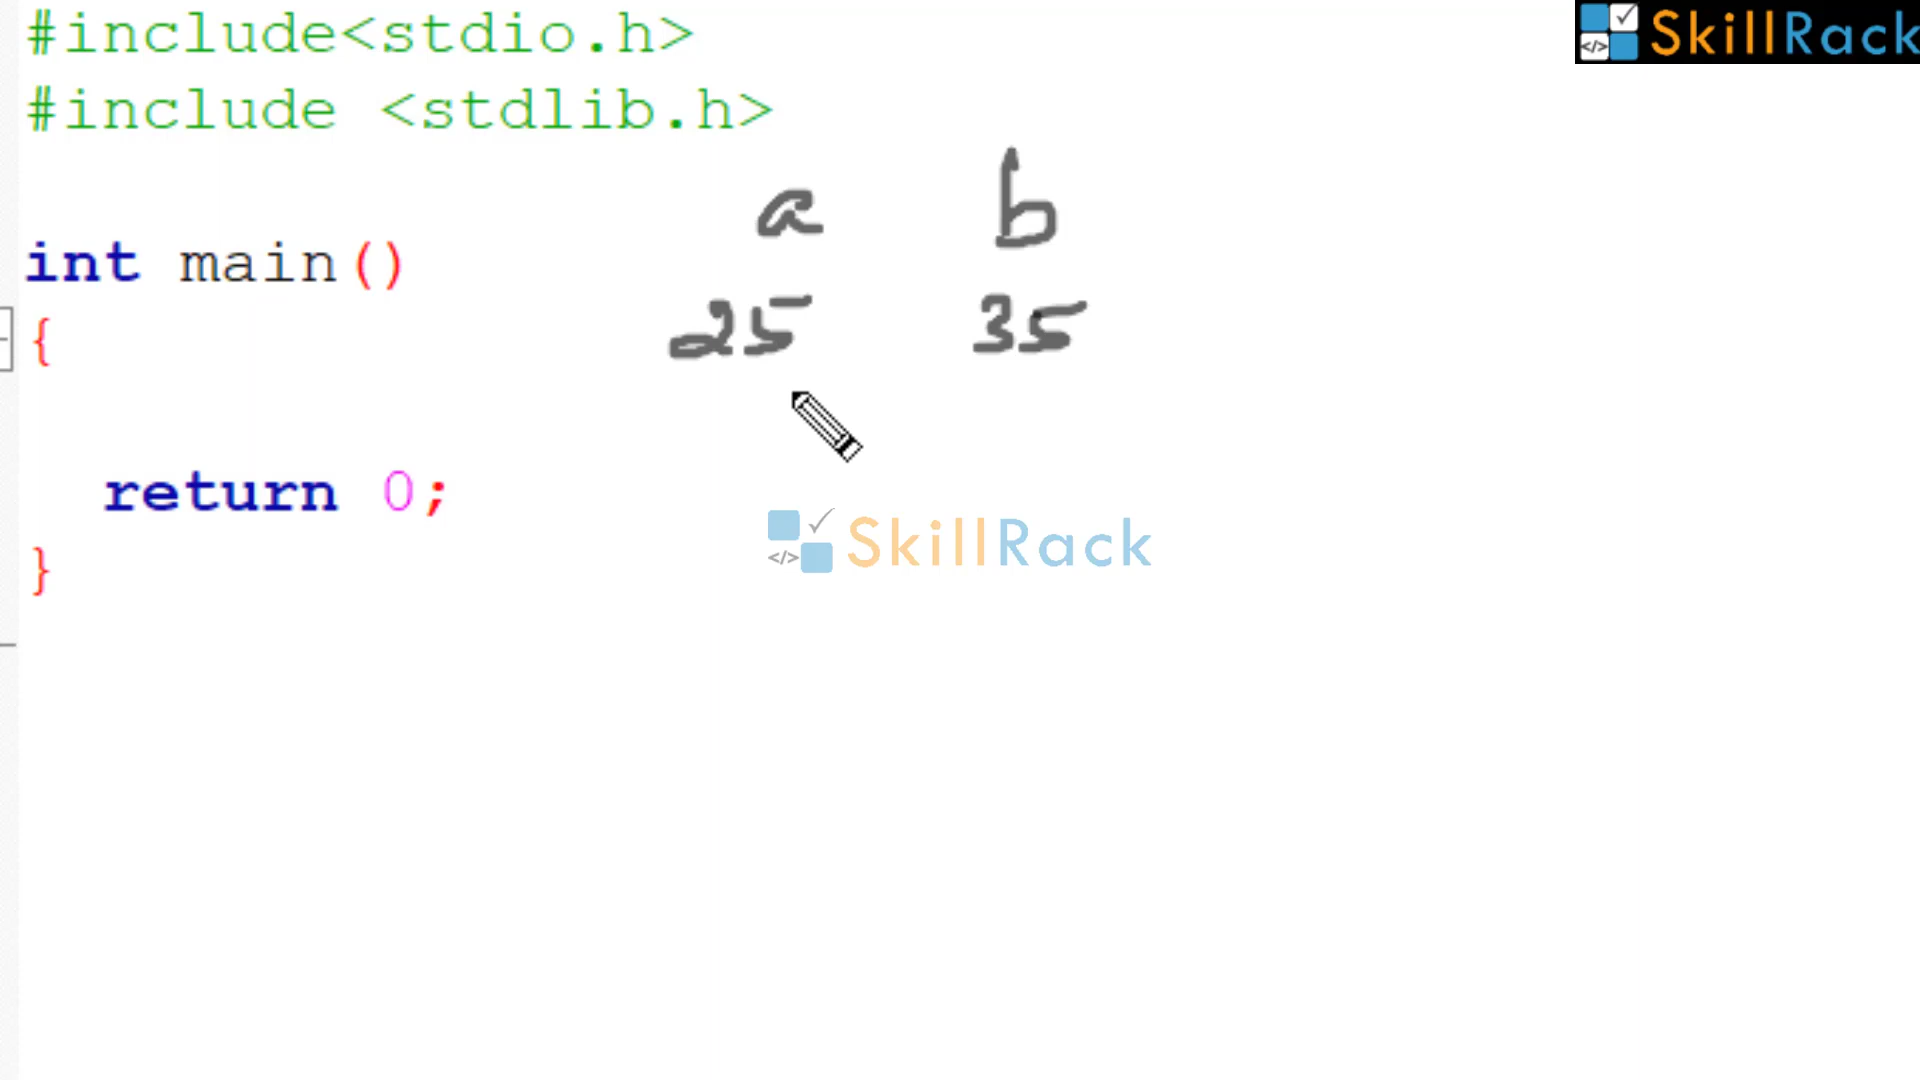 #include<stdio.h>
SkillRack
#include <stdlib.h>
a b
int main()
25 35
{
return 0;
</> SkillRack
}